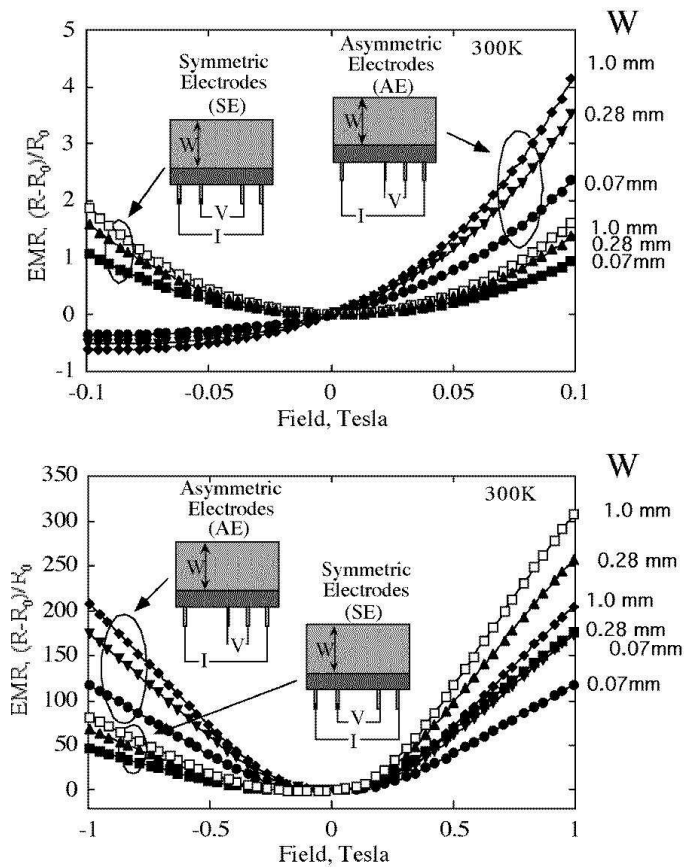 W
5
4
3
2
1
0
-1
EMR, (R-R₀)/R₀
Symmetric
Electrodes
(SE)
W
V
I
Asymmetric
Electrodes
(AE)
W
V
I
300K
1.0 mm
0.28 mm
0.07mm
1.0 mm
0.28 mm
0.07mm
-0.1 -0.05 0 0.05 0.1
Field, Tesla
W
350
300
250
200
150
100
50
0
EMR, (R-R₀)/R₀
Asymmetric
Electrodes
(AE)
W
V
I
Symmetric
Electrodes
(SE)
W
V
I
300K
1.0 mm
0.28 mm
1.0 mm
0.28 mm
0.07mm
0.07mm
-1 -0.5 0 0.5 1
Field, Tesla